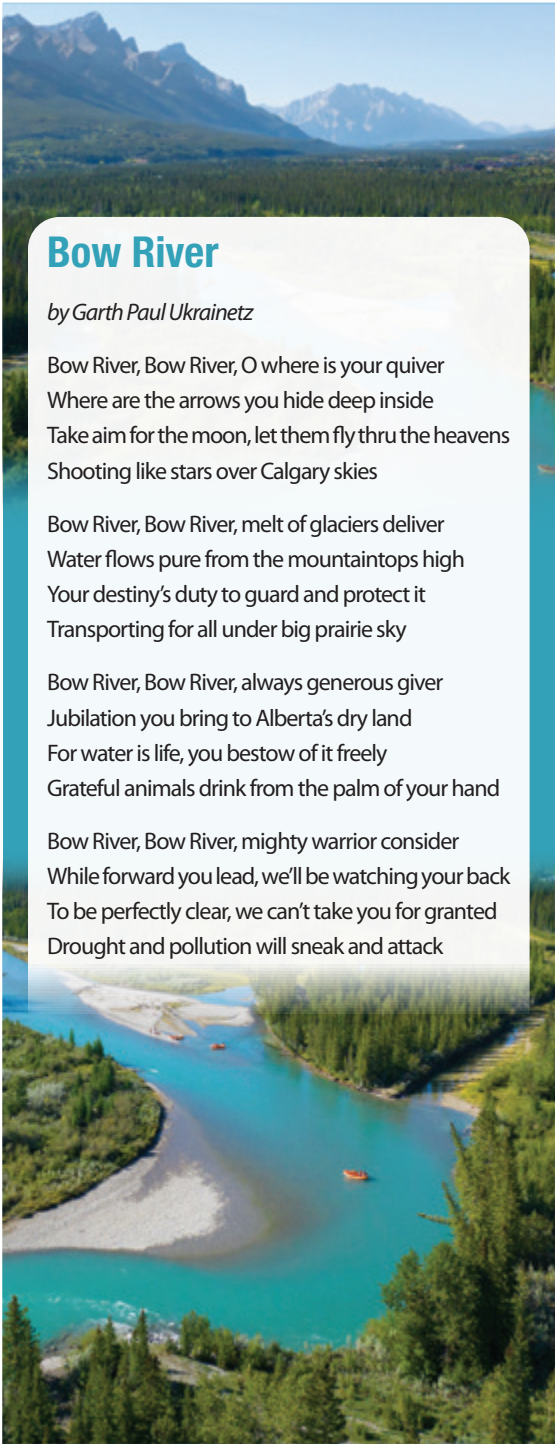 Bow River
by Garth Paul Ukrainetz
Bow River, Bow River, O where is your quiver
Where are the arrows you hide deep inside
Take aim for the moon, let them fly thru the heavens
Shooting like stars over Calgary skies
Bow River, Bow River, melt of glaciers deliver
Water flows pure from the mountaintops high
Your destiny's duty to guard and protect it
Transporting for all under big prairie sky
Bow River, Bow River, always generous giver
Jubilation you bring to Alberta's dry land
For water is life, you bestow of it freely
Grateful animals drink from the palm of your hand
Bow River, Bow River, mighty warrior consider
While forward you lead, we'll be watching your back
To be perfectly clear, we can't take you for granted
Drought and pollution will sneak and attack